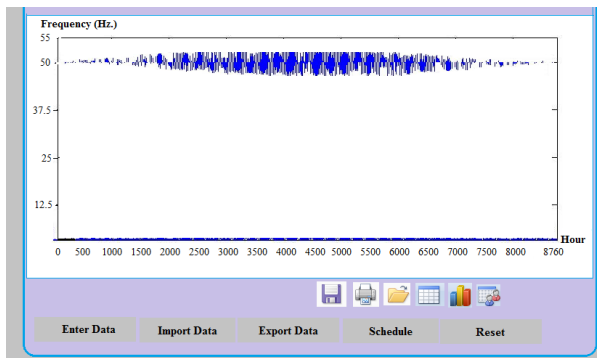 Frequency (Hz.)
55
50
37.5
25
12.5
Hour
0 500 1000 1500 2000 2500 3000 3500 4000 4500 5000 5500 6000 6500 7000 7500 8000 8760
Enter Data Import Data Export Data Schedule Reset